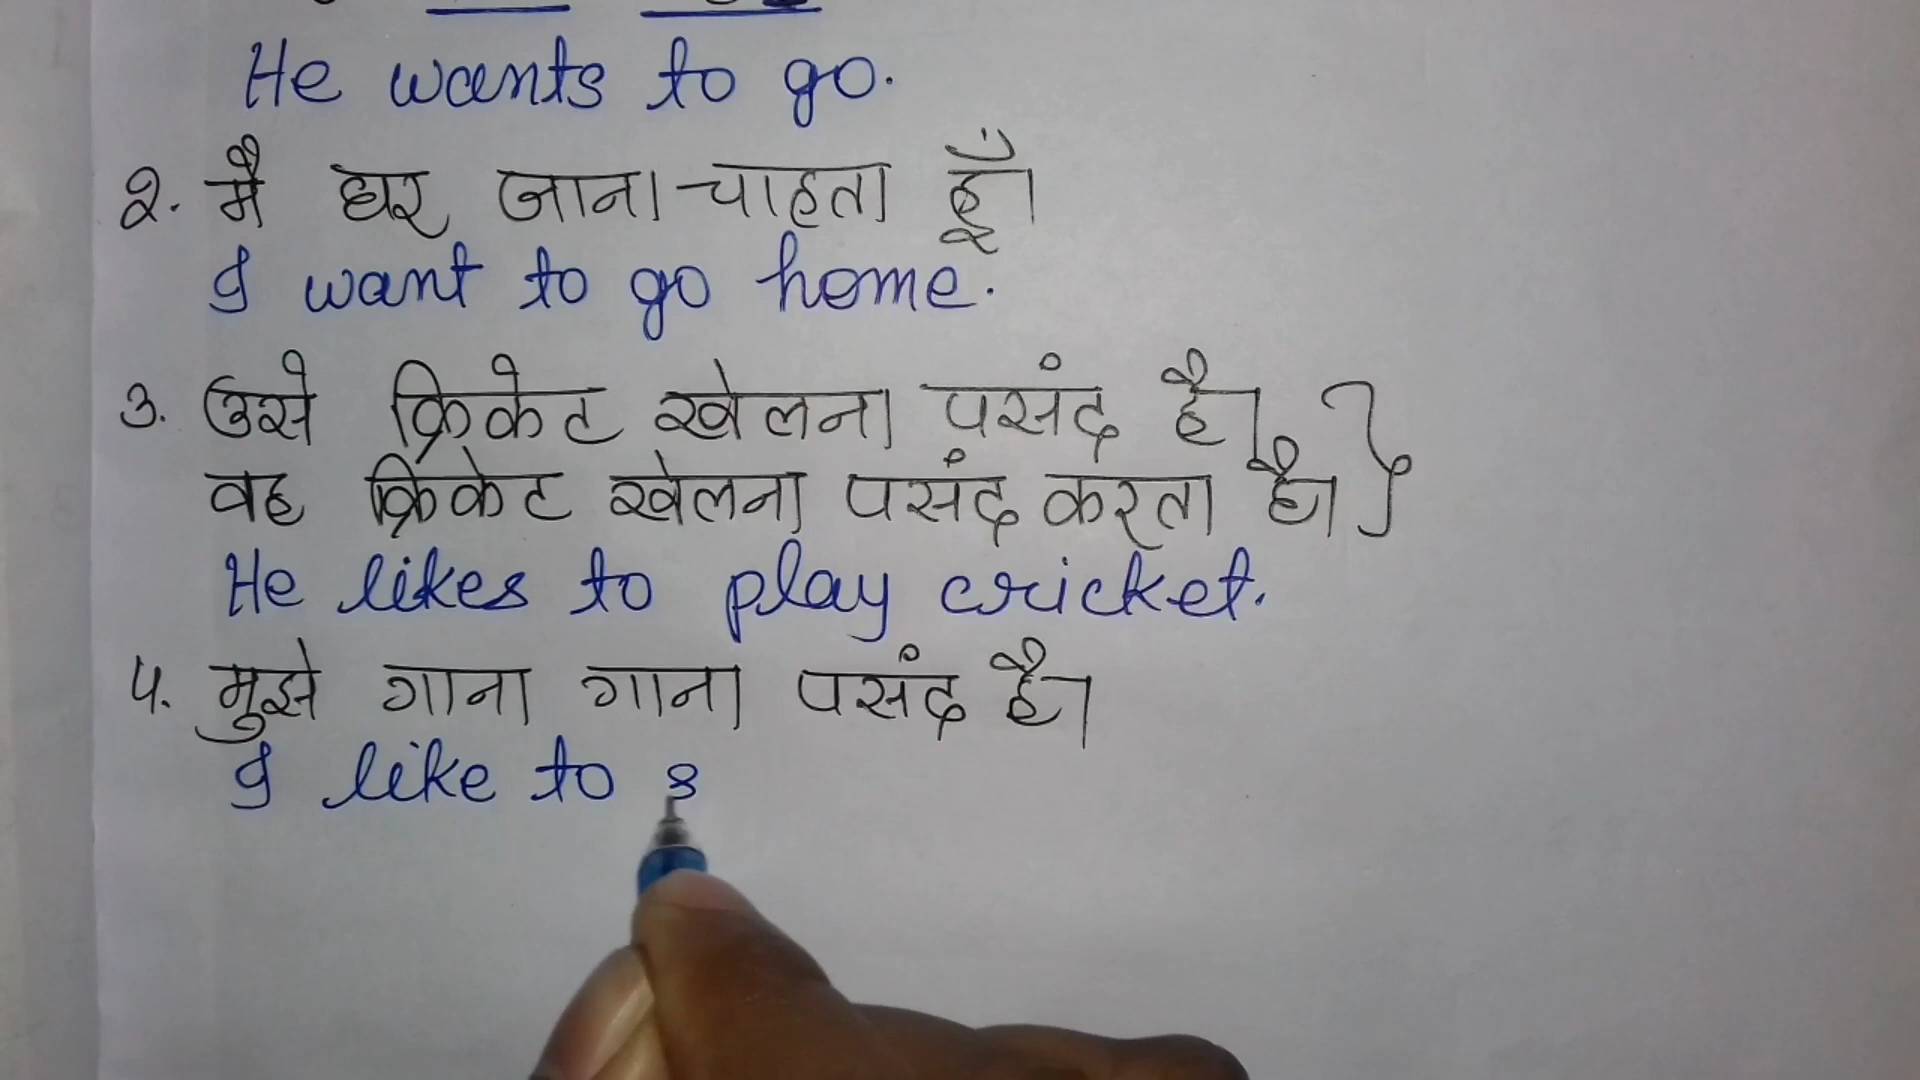 He wants to go.
2. मै घर जाना चाहता हूँ।
I want to go home.
3. उसे क्रिकेट खेलना पसंद है।
वह क्रिकेट खेलना पसंद करता है।
He likes to play cricket.
4. मुझे गाना गाना पसंद है।
I like to s